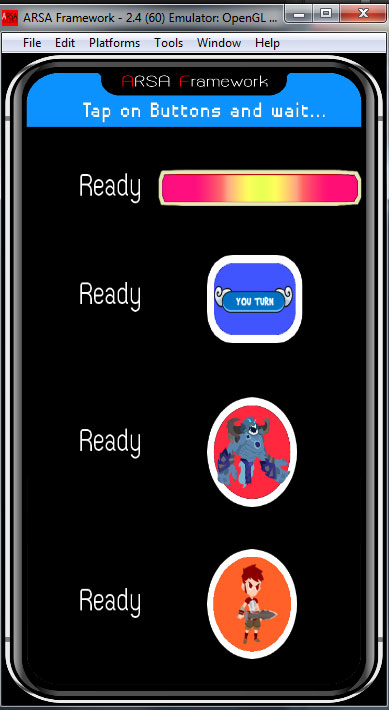 ARSA Framework - 2.4 (60) Emulator: OpenGL ...
File Edit Platforms Tools Window Help
ARSA Framework
Tap on Buttons and wait...
Ready
Ready
YOU TURN
Ready
Ready